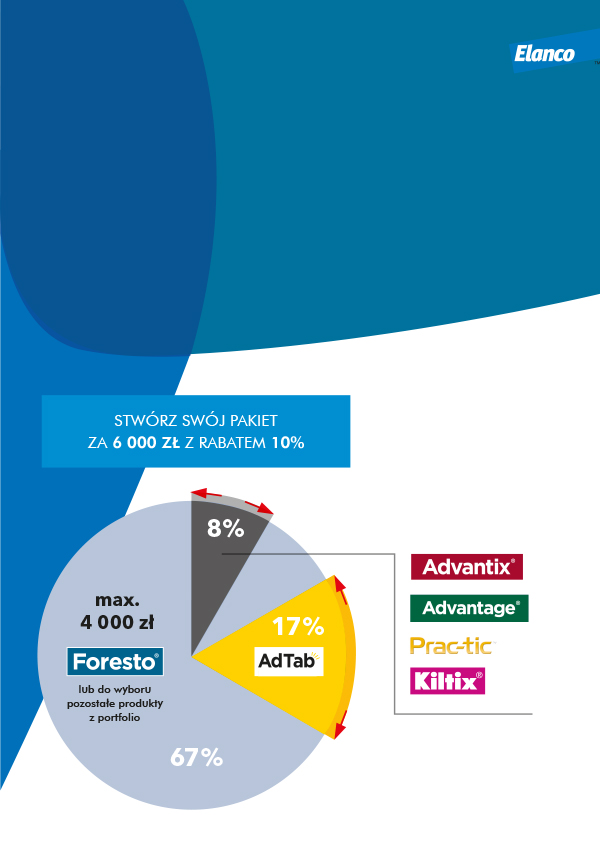 Elanco
STWÓRZ SWÓJ PAKIET
ZA 6 000 ZŁ Z RABATEM 10%
8%
max.
4 000 zł
Foresto®
lub do wyboru
pozostałe produkty
z portfolio
67%
17%
AdTab
Advantix®
Advantage®
Prac-tic
Kiltix®